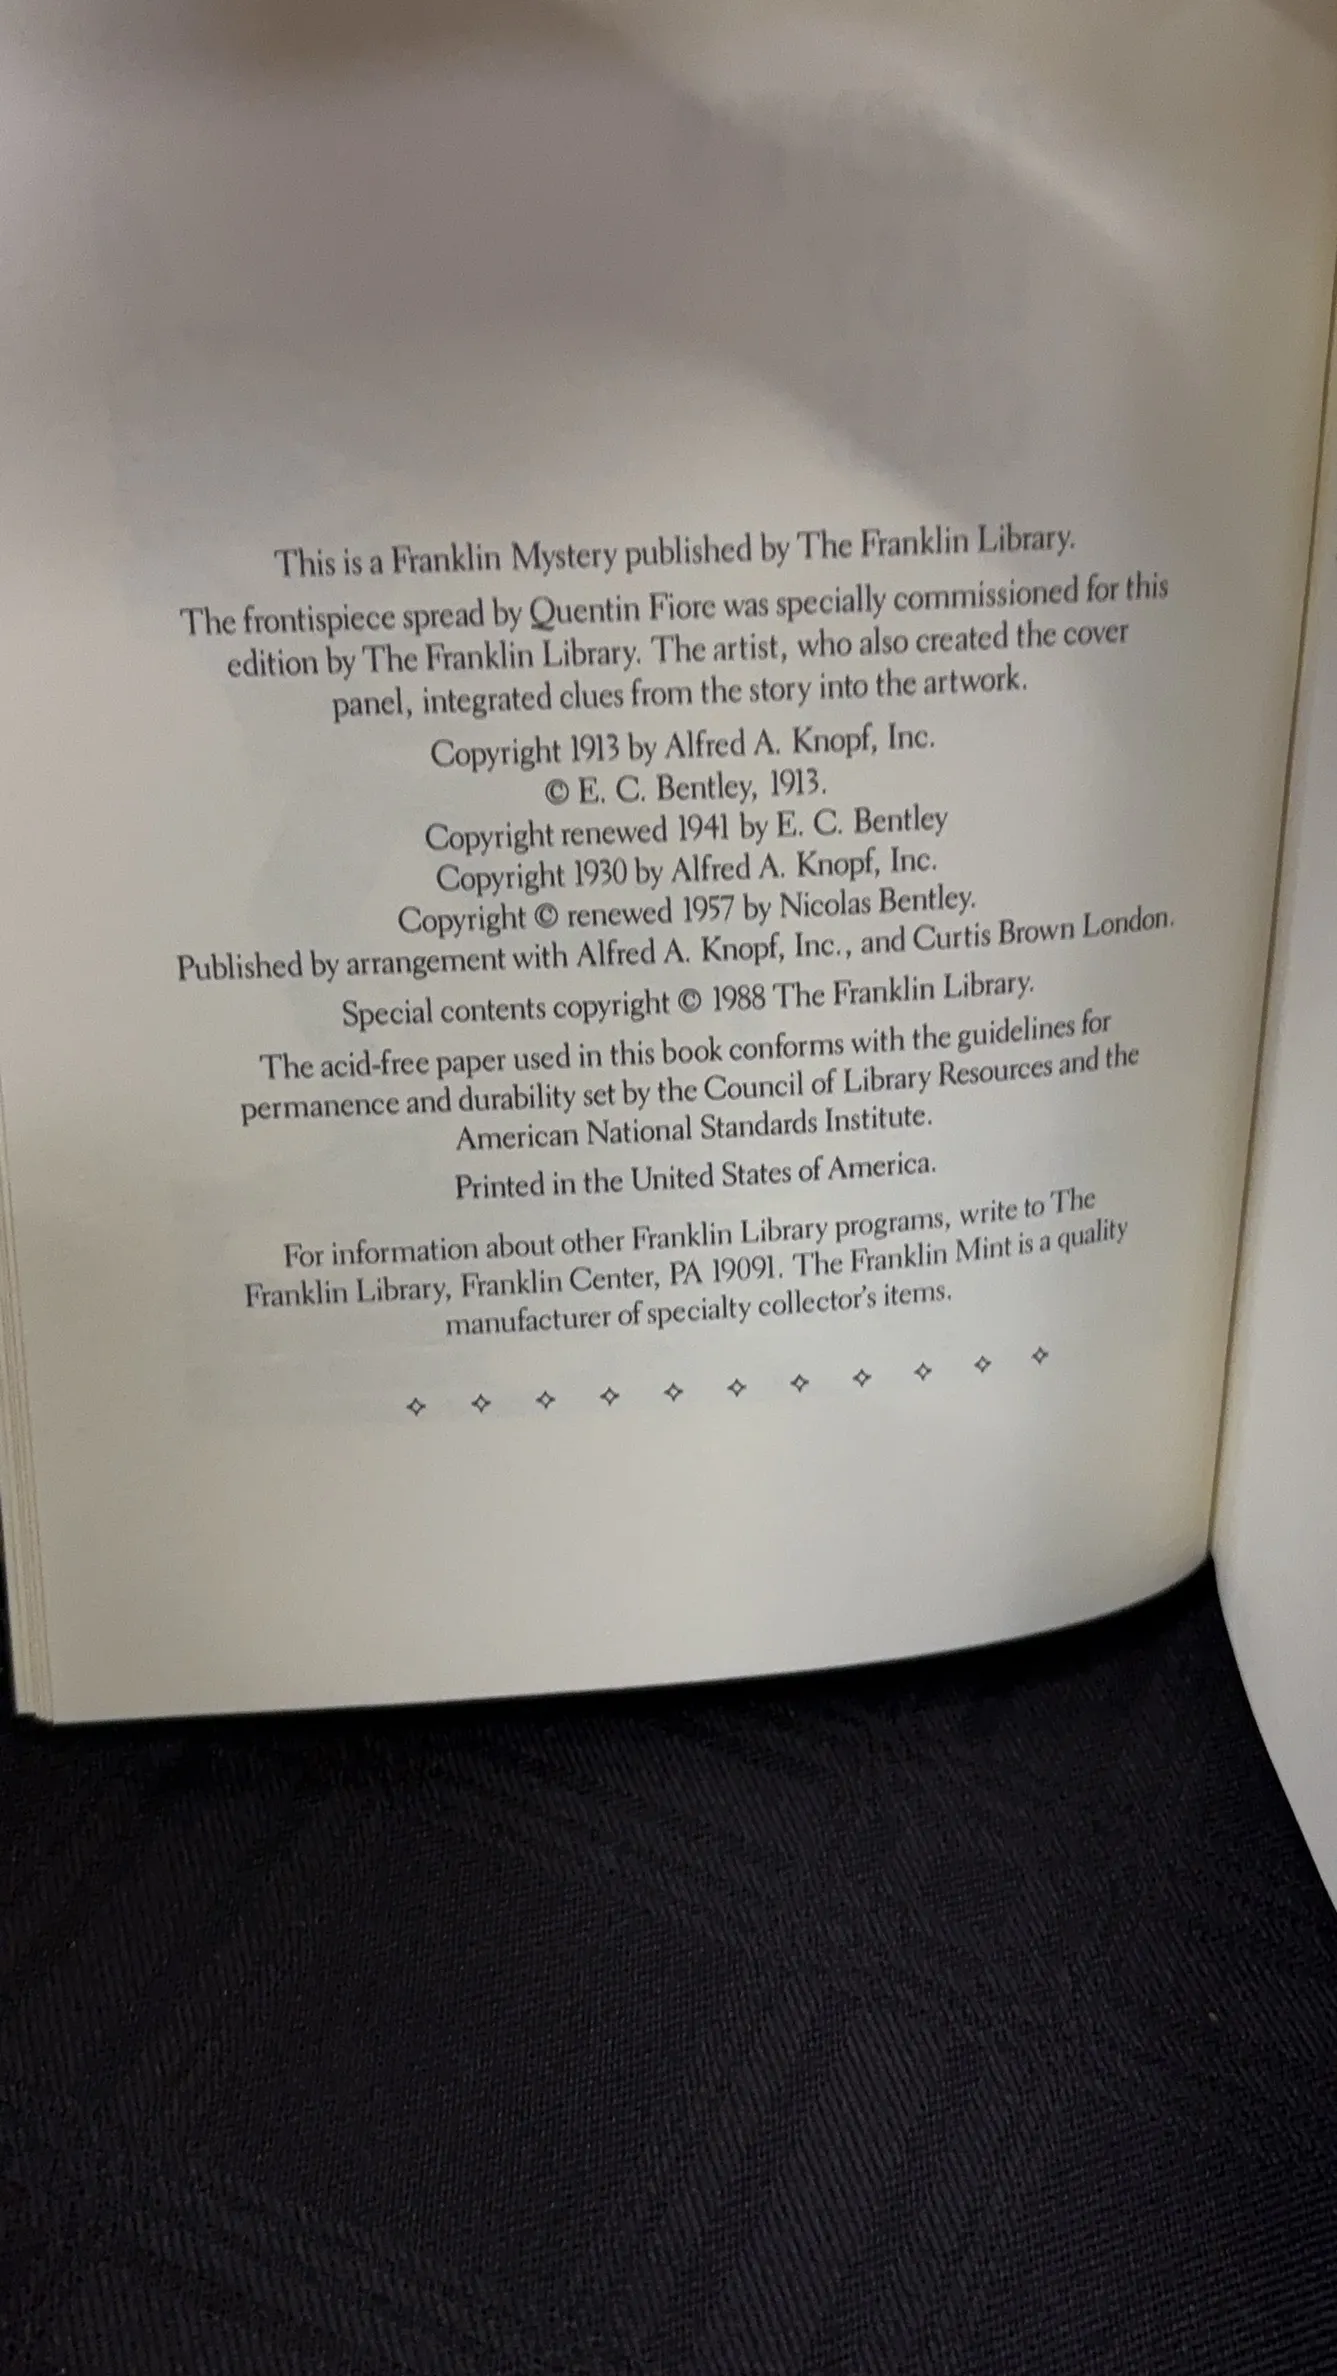 This is a Franklin Mystery published by The Franklin Library.
The frontispiece spread by Quentin Fiore was specially commissioned for this
edition by The Franklin Library. The artist, who also created the cover
panel, integrated clues from the story into the artwork.
Copyright 1913 by Alfred A. Knopf, Inc.
© E. C. Bentley, 1913.
Copyright renewed 1941 by E. C. Bentley
Copyright 1930 by Alfred A. Knopf, Inc.
Copyright © renewed 1957 by Nicolas Bentley.
Published by arrangement with Alfred A. Knopf, Inc., and Curtis Brown London.
Special contents copyright © 1988 The Franklin Library.
The acid-free paper used in this book conforms with the guidelines for
permanence and durability set by the Council of Library Resources and the
American National Standards Institute.
Printed in the United States of America.
For information about other Franklin Library programs, write to The
Franklin Library, Franklin Center, PA 19091. The Franklin Mint is a quality
manufacturer of specialty collector's items.